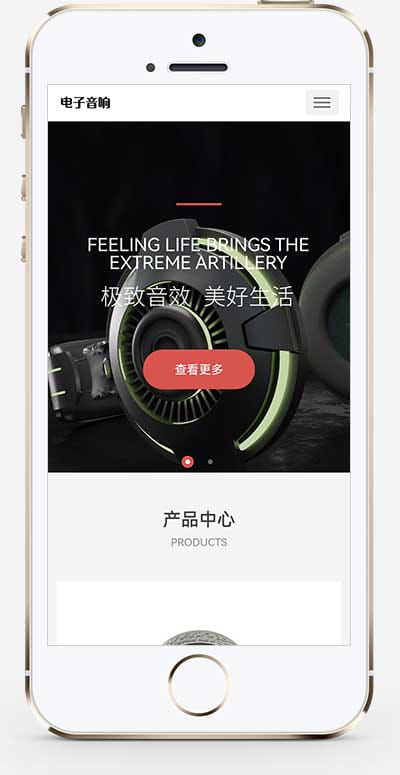 电子音响
FEELING LIFE BRINGS THE
EXTREME ARTILLERY
极致音效 美好生活
查看更多
产品中心
PRODUCTS